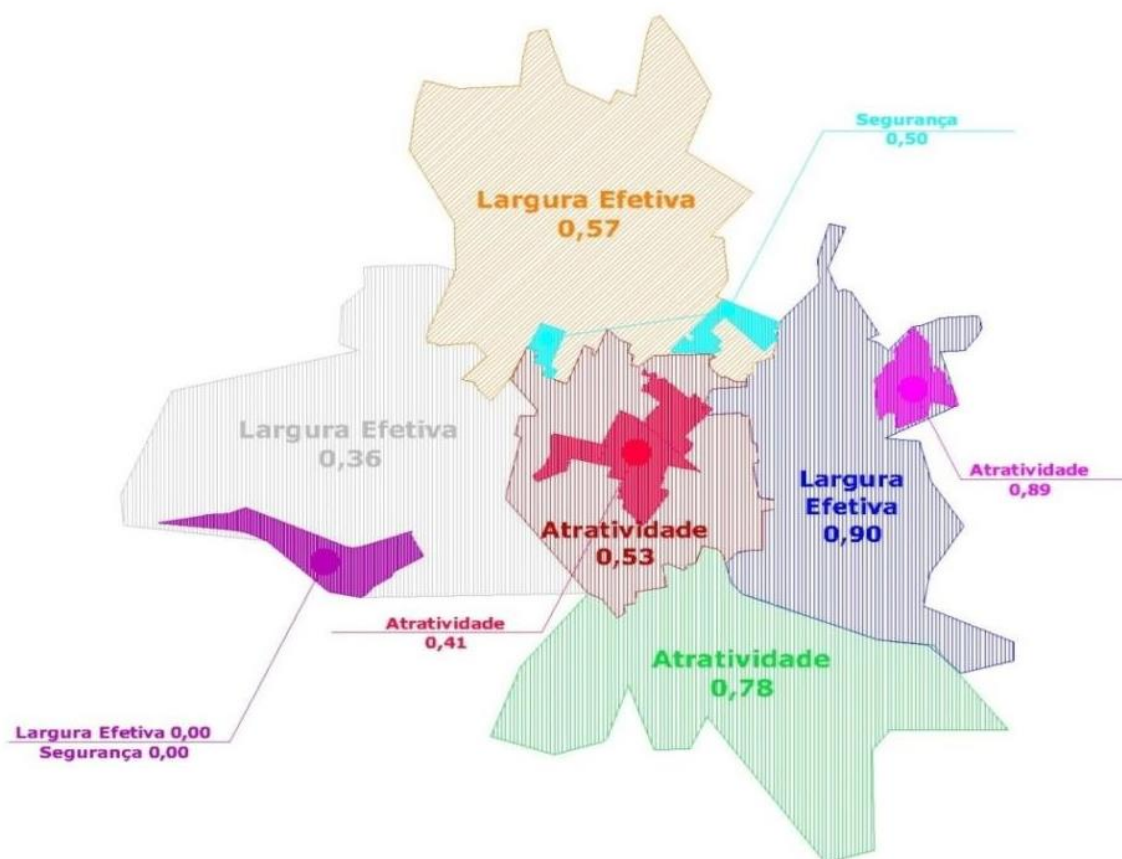 Segurança
0,50
Largura Efetiva
0,57
Largura Efetiva
0,36
Atratividade
0,89
Largura
Efetiva
0,90
Atratividade
0,53
Atratividade
0,41
Atratividade
0,78
Largura Efetiva 0,00
Segurança 0,00